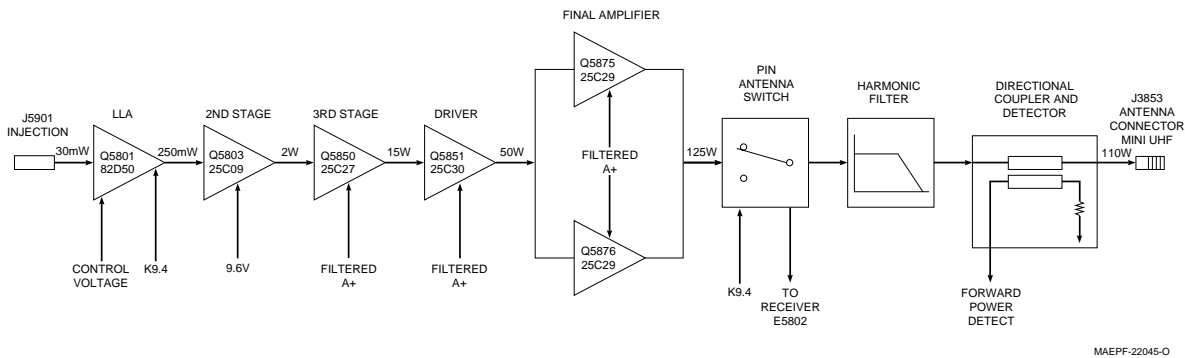 FINAL AMPLIFIER
Q5875
25C29
J5901
INJECTION
LLA
2ND STAGE
3RD STAGE
DRIVER
PIN
ANTENNA
SWITCH
HARMONIC
FILTER
DIRECTIONAL
COUPLER AND
DETECTOR
J3853
ANTENNA
CONNECTOR
MINI UHF
30mW
Q5801
82D50
250mW
Q5803
25C09
2W
Q5850
25C27
15W
Q5851
25C30
50W
FILTERED
A+
125W
110W
Q5876
25C29
CONTROL
VOLTAGE
K9.4
9.6V
FILTERED
A+
FILTERED
A+
K9.4
TO
RECEIVER
E5802
FORWARD
POWER
DETECT
MAEPF-22045-O